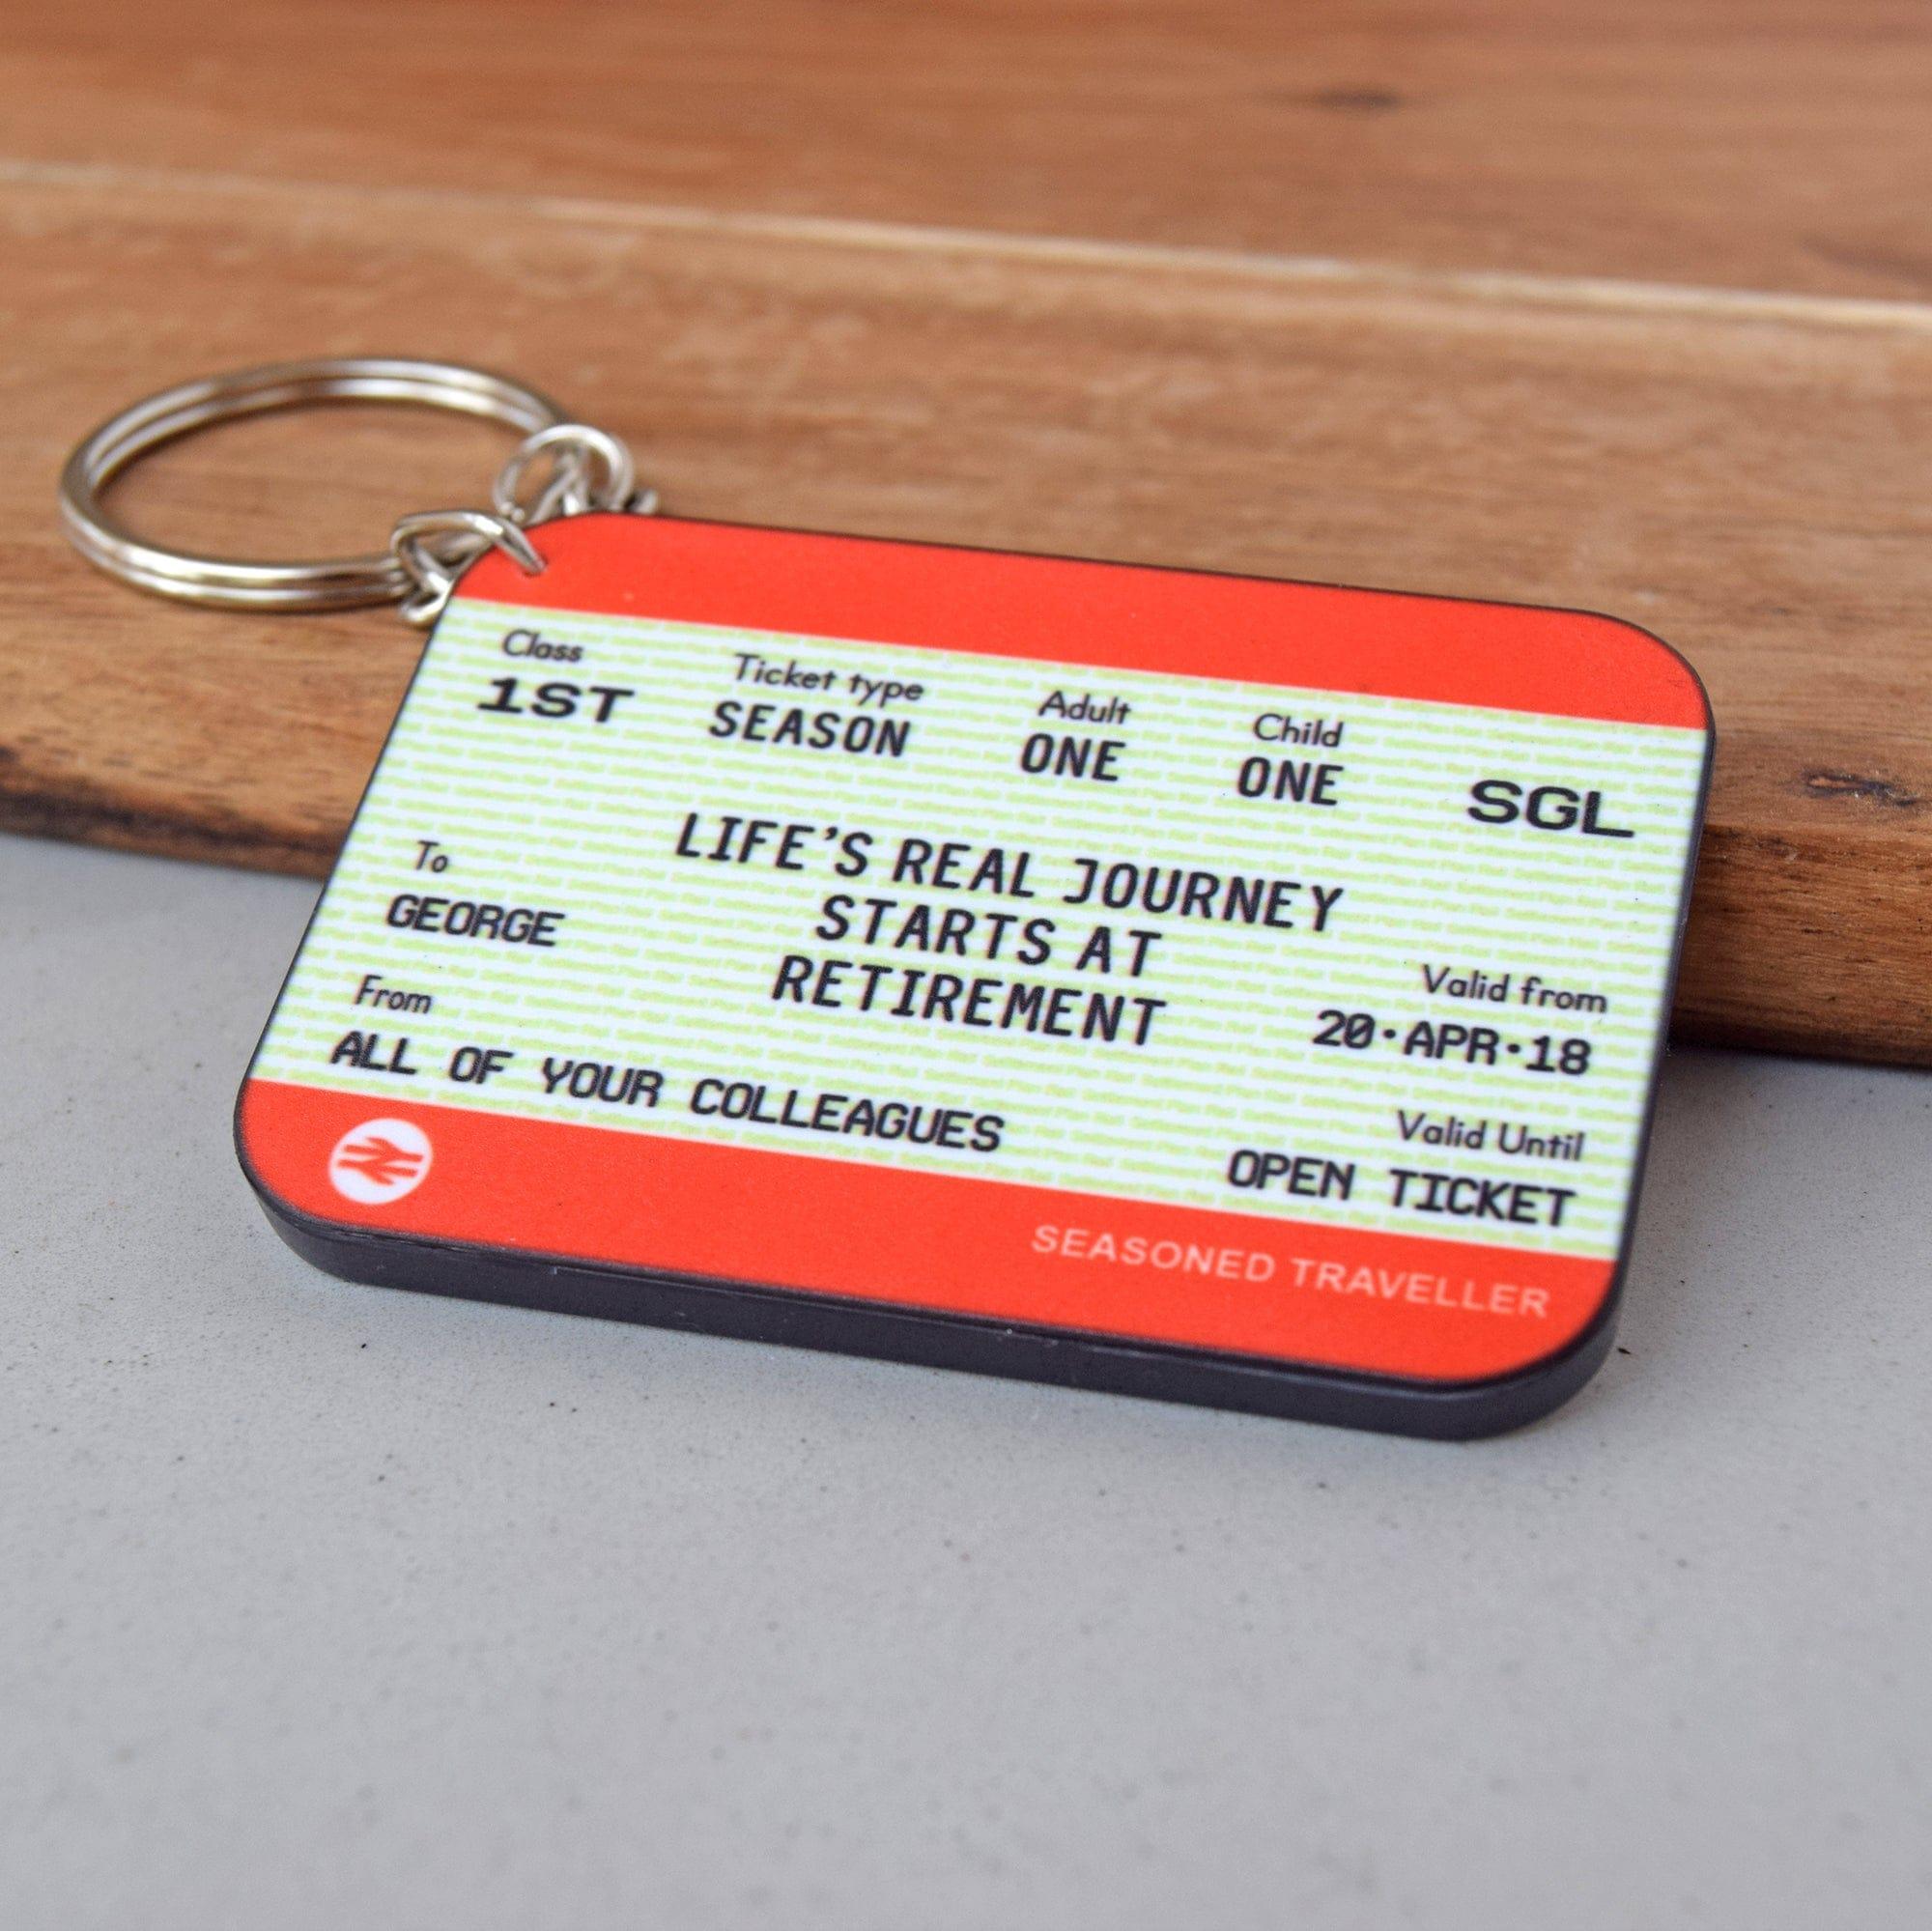 Class Ticket type Adult Child
1ST SEASON ONE ONE SGL
LIFE'S REAL JOURNEY
STARTS AT
RETIREMENT
To
GEORGE
From
ALL OF YOUR COLLEAGUES
Valid from
20·APR·18
Valid Until
OPEN TICKET
SEASONED TRAVELLER